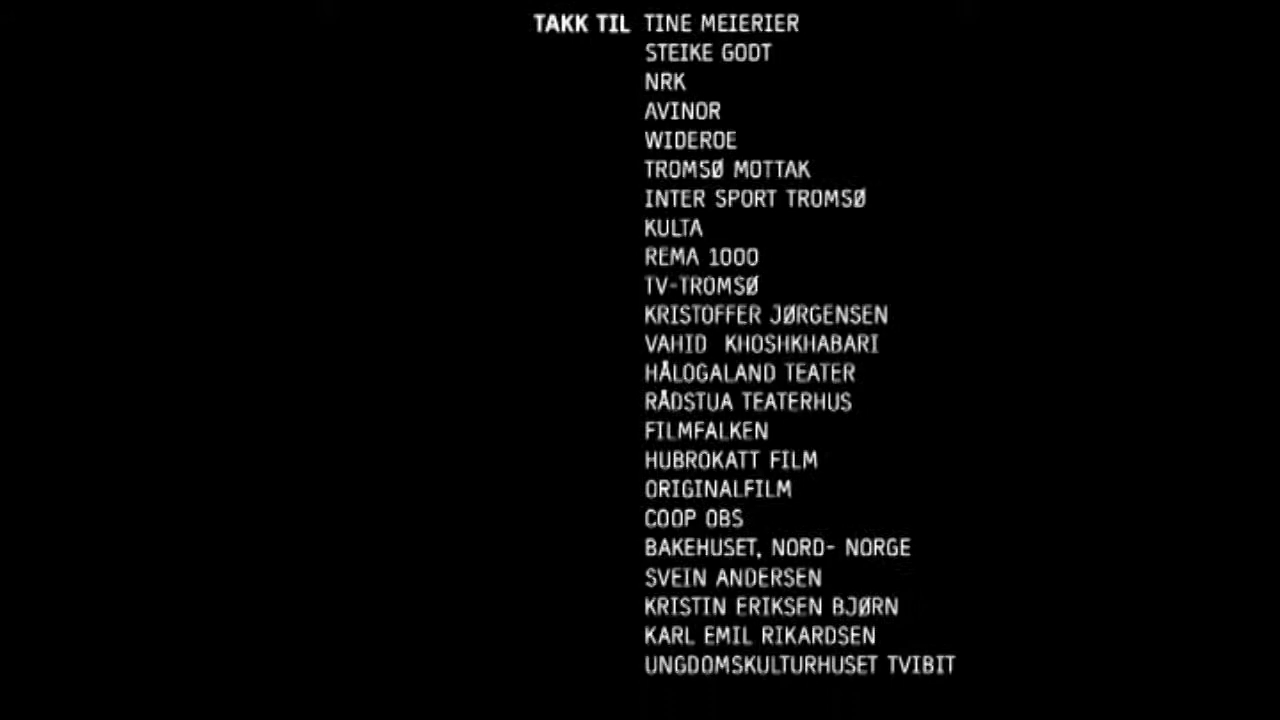 TAKK TIL TINE MEIERIER
STEIKE GODT
NRK
AVINOR
WIDEROE
TROMSØ MOTTAK
INTER SPORT TROMSØ
KULTA
REMA 1000
TV-TROMSØ
KRISTOFFER JØRGENSEN
VAHID  KHOSHKHABARI
HÅLOGALAND TEATER
RÅDSTUA TEATERHUS
FILMFALKEN
HUBROKATT FILM
ORIGINALFILM
COOP OBS
BAKEHUSET, NORD- NORGE
SVEIN ANDERSEN
KRISTIN ERIKSEN BJØRN
KARL EMIL RIKARDSEN
UNGDOMSKULTURHUSET TVIBIT